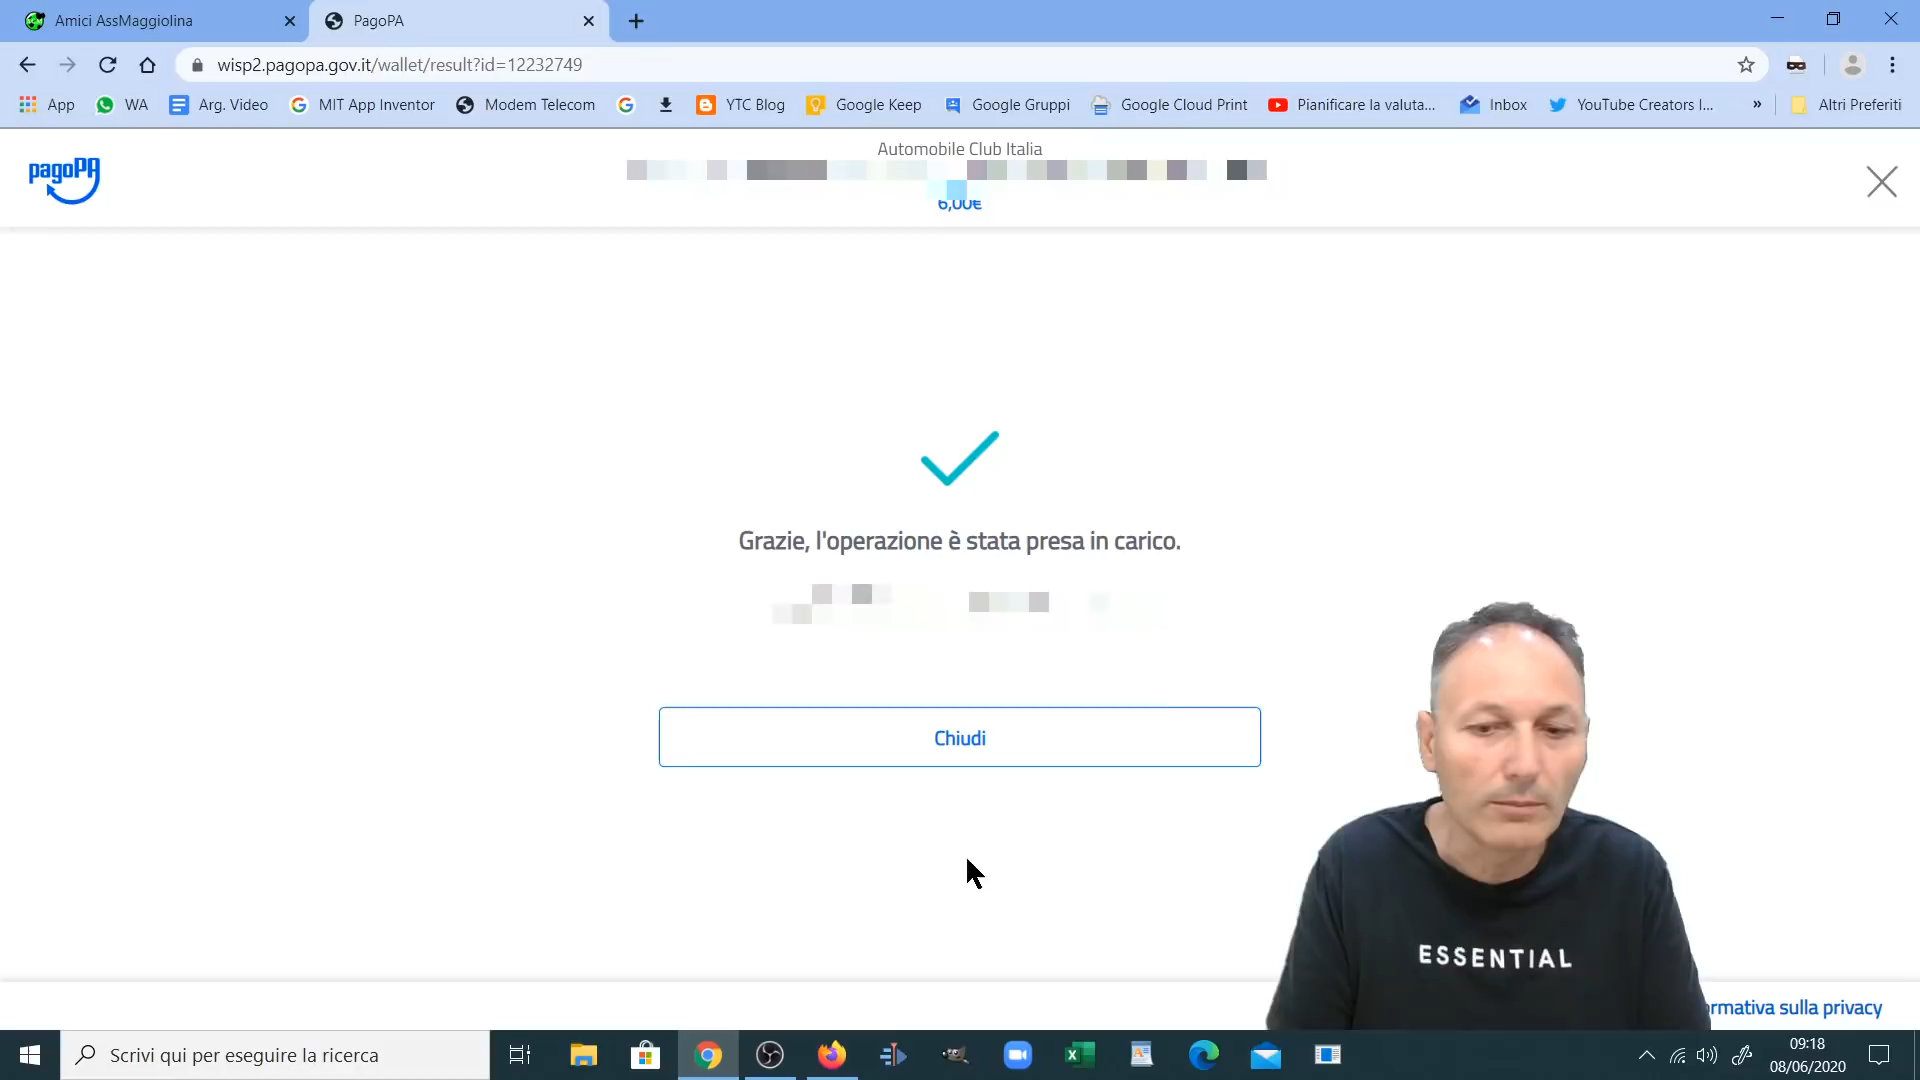 Amici AssMaggiolina
PagoPA
wisp2.pagopa.gov.it/wallet/result?id=12232749
App
WA
Arg. Video
MIT App Inventor
Modem Telecom
YTC Blog
Google Keep
Google Gruppi
Google Cloud Print
Pianificare la valuta...
Inbox
YouTube Creators I...
»
Altri Preferiti
pagoPA
Automobile Club Italia
6,00€
Grazie, l'operazione è stata presa in carico.
Chiudi
ESSENTIAL
rmativa sulla privacy
Scrivi qui per eseguire la ricerca
09:18
08/06/2020